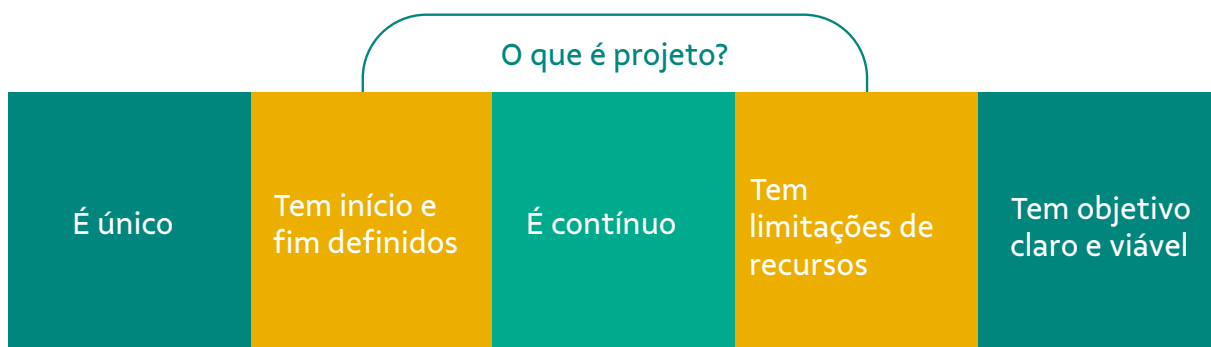 O que é projeto?
É único
Tem início e
fim definidos
É contínuo
Tem
limitações de
recursos
Tem objetivo
claro e viável